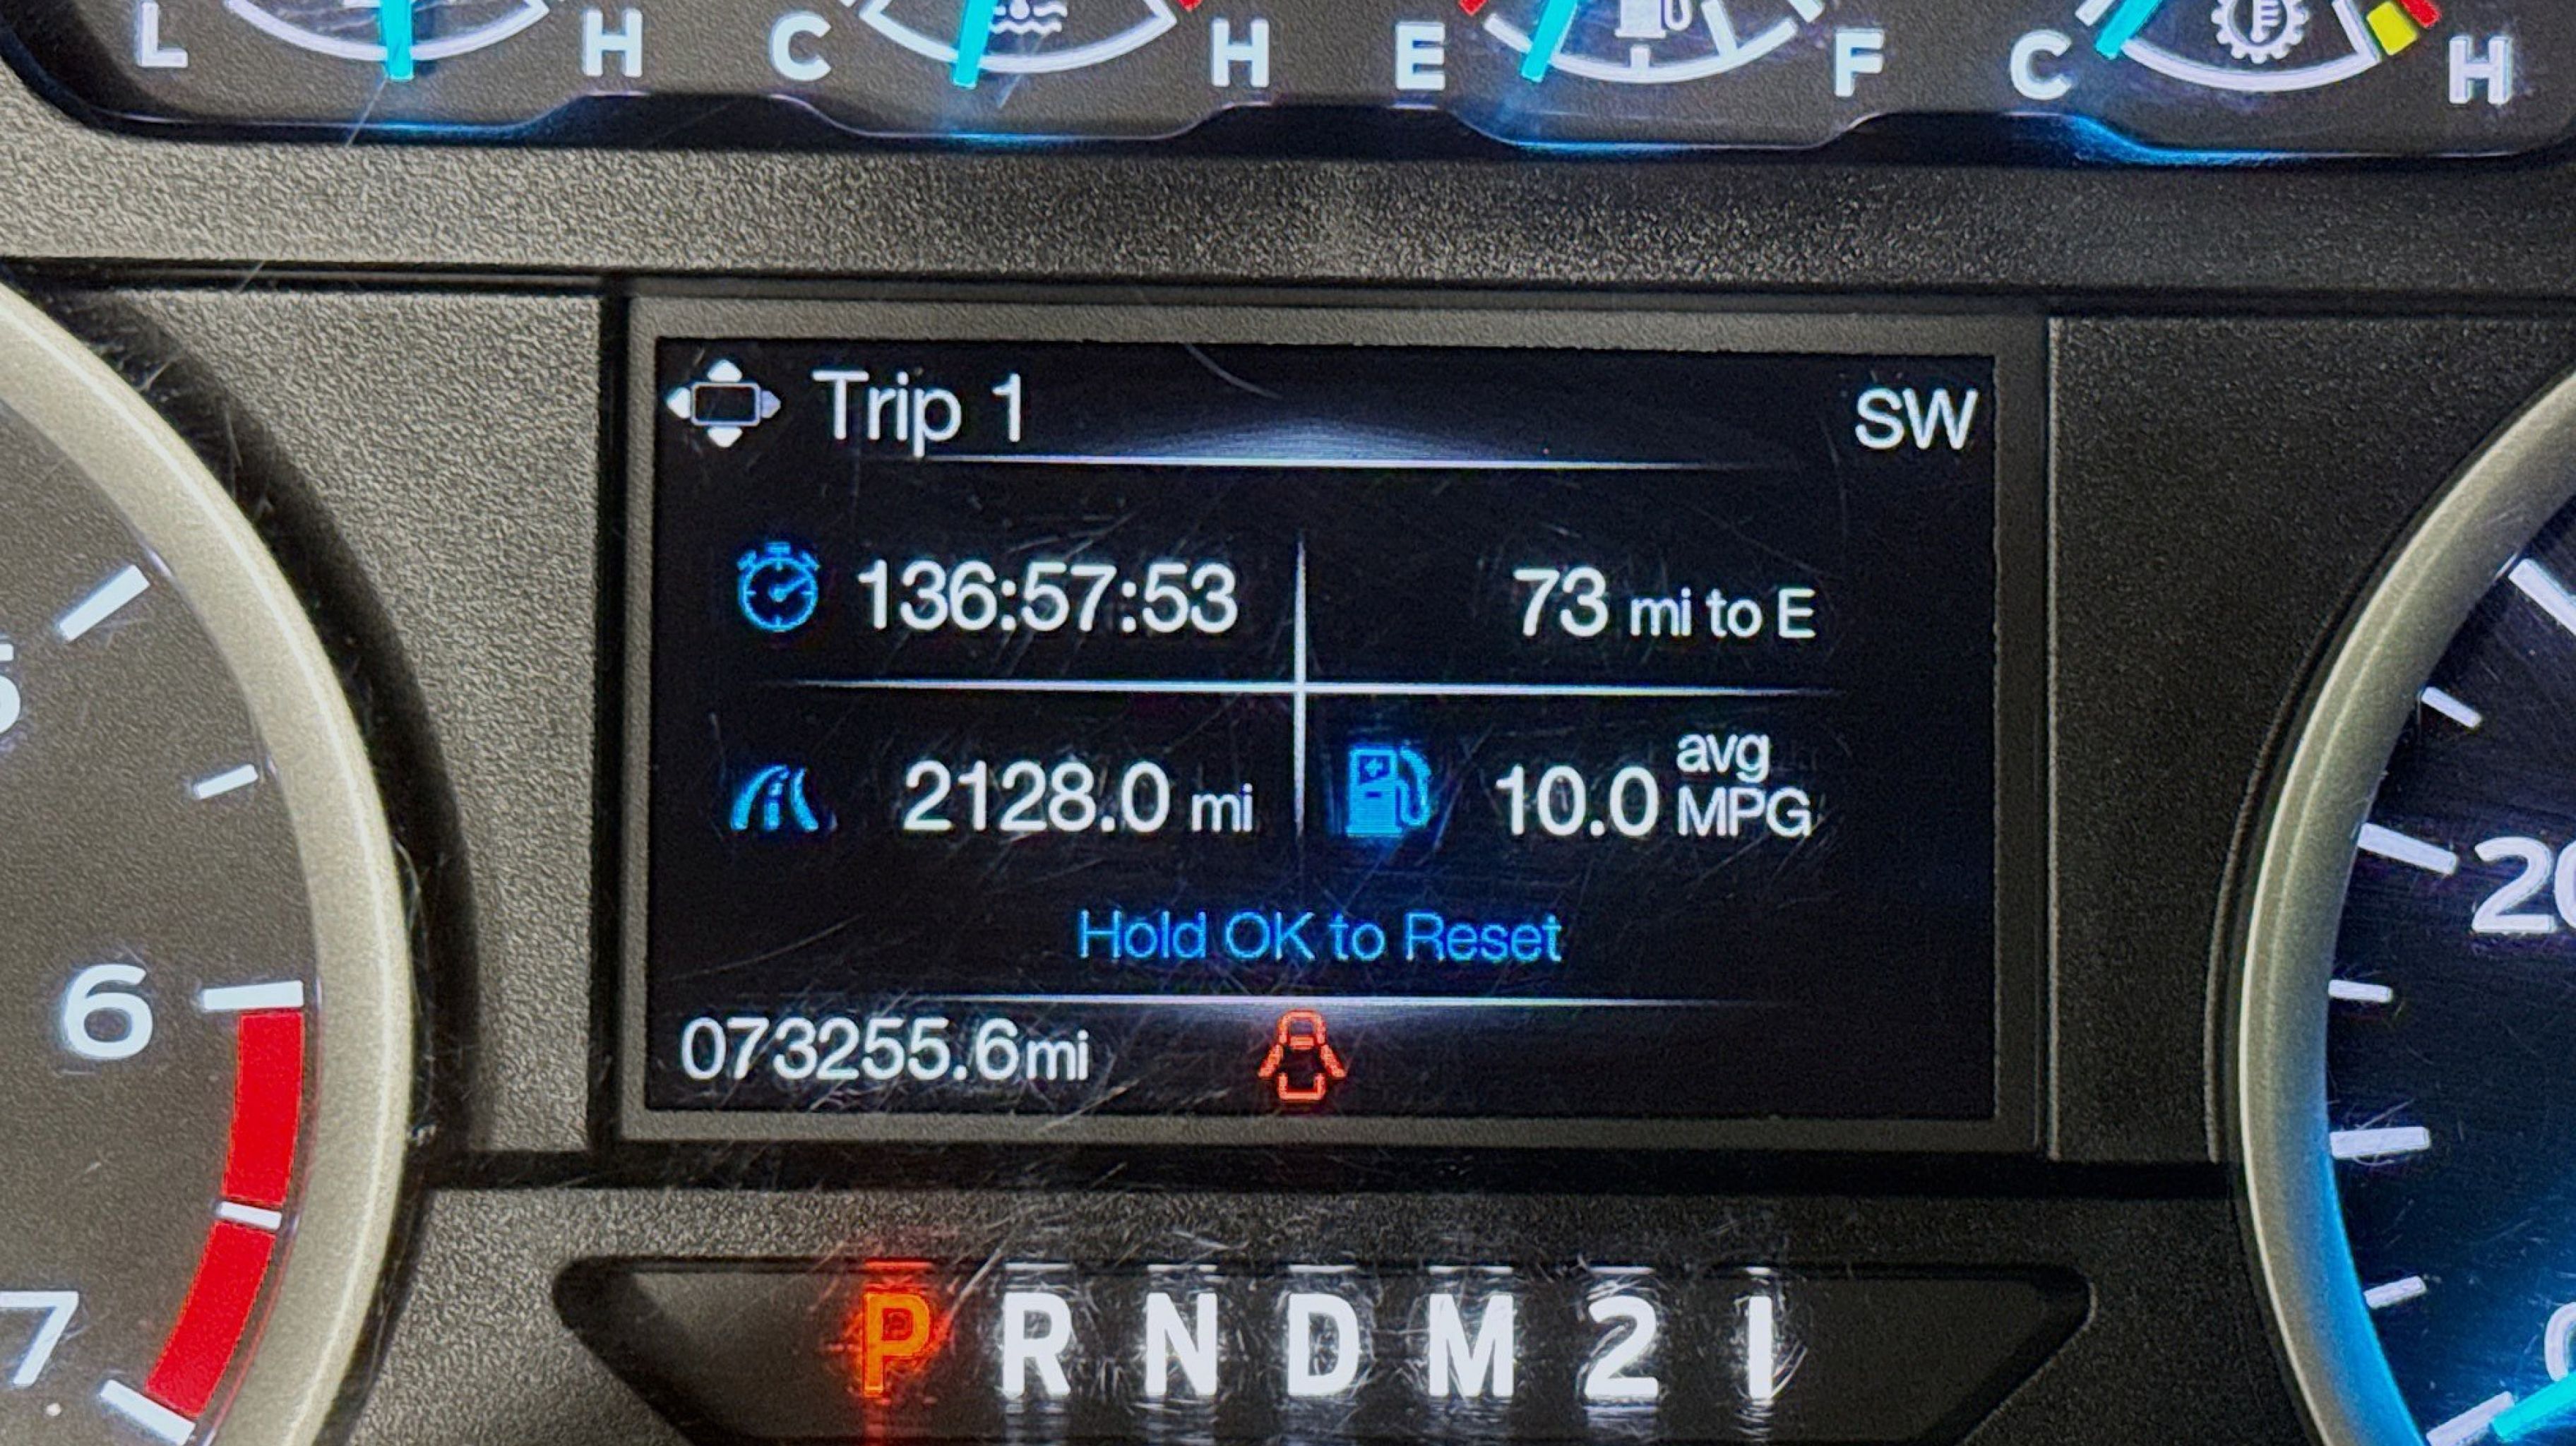 L H C H E F C H
Trip 1 SW
136:57:53 73 mi to E
2128.0 mi 10.0 avg MPG
Hold OK to Reset
073255.6mi
6
7
20
P R N D M 2 1